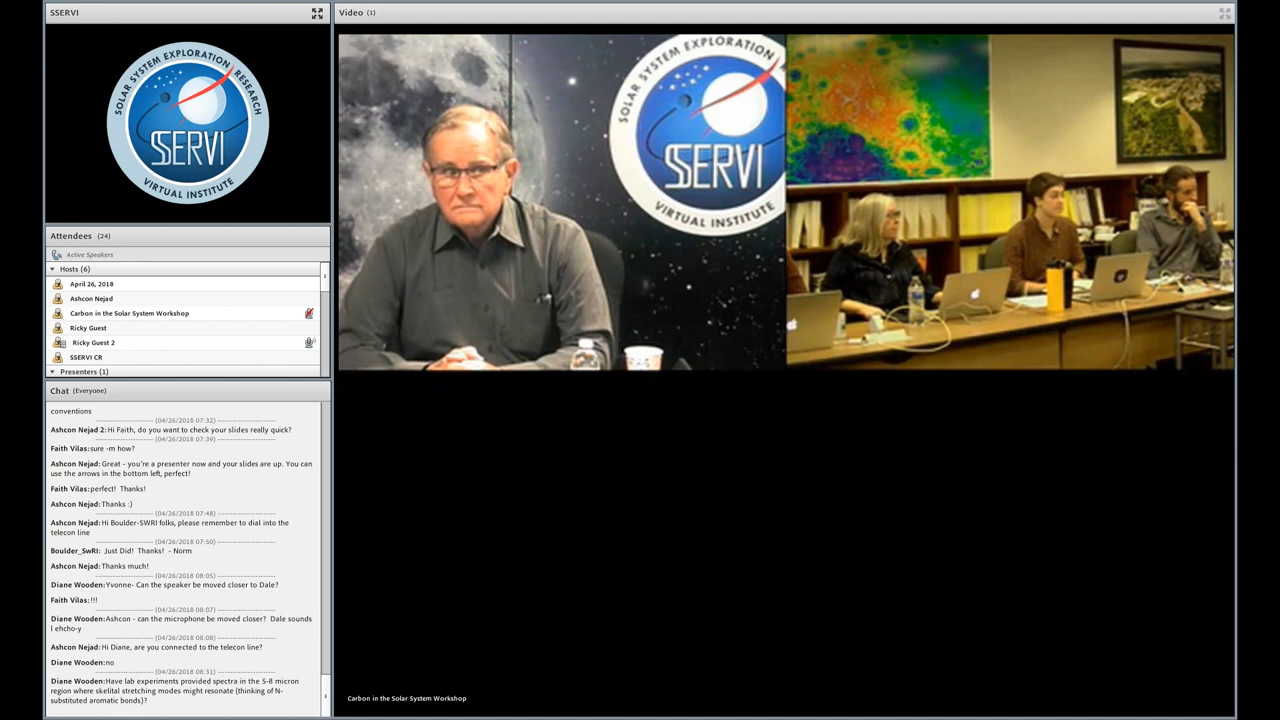 SSERVI
SOLAR SYSTEM EXPLORATION RESEARCH
SSERVI
VIRTUAL INSTITUTE
Attendees (24)
Active Speakers
Hosts (6)
April 26, 2018
Ashcon Nejad
Carbon in the Solar System Workshop
Ricky Guest
Ricky Guest 2
SSERVI CR
Presenters (1)
Chat (Everyone)
conventions
(04/26/2018 07:32)
Ashcon Nejad 2: Hi Faith, do you want to check your slides really quick?
(04/26/2018 07:39)
Faith Vilas: sure -m how?
Ashcon Nejad: Great - you're a presenter now and your slides are up. You can
use the arrows in the bottom left, perfect!
Faith Vilas: perfect! Thanks!
Ashcon Nejad: Thanks :)
(04/26/2018 07:48)
Ashcon Nejad: Hi Boulder-SWRI folks, please remember to dial into the
telecon line
(04/26/2018 07:50)
Boulder_SwRI: Just Did! Thanks! - Norm
Ashcon Nejad: Thanks much!
(04/26/2018 08:05)
Diane Wooden: Yvonne- Can the speaker be moved closer to Dale?
Faith Vilas: !!!
(04/26/2018 08:07)
Diane Wooden: Ashcon - can the microphone be moved closer? Dale sounds
l ehcho-y
(04/26/2018 08:08)
Ashcon Nejad: Hi Diane, are you connected to the telecon line?
Diane Wooden: no
(04/26/2018 08:31)
Diane Wooden: Have lab experiments provided spectra in the 5-8 micron
region where skelital stretching modes might resonate (thinking of N-
substituted aromatic bonds)?
Video (1)
SOLAR SYSTEM EXPLORATION
SSERVI
VIRTUAL INSTITUTE
Carbon in the Solar System Workshop